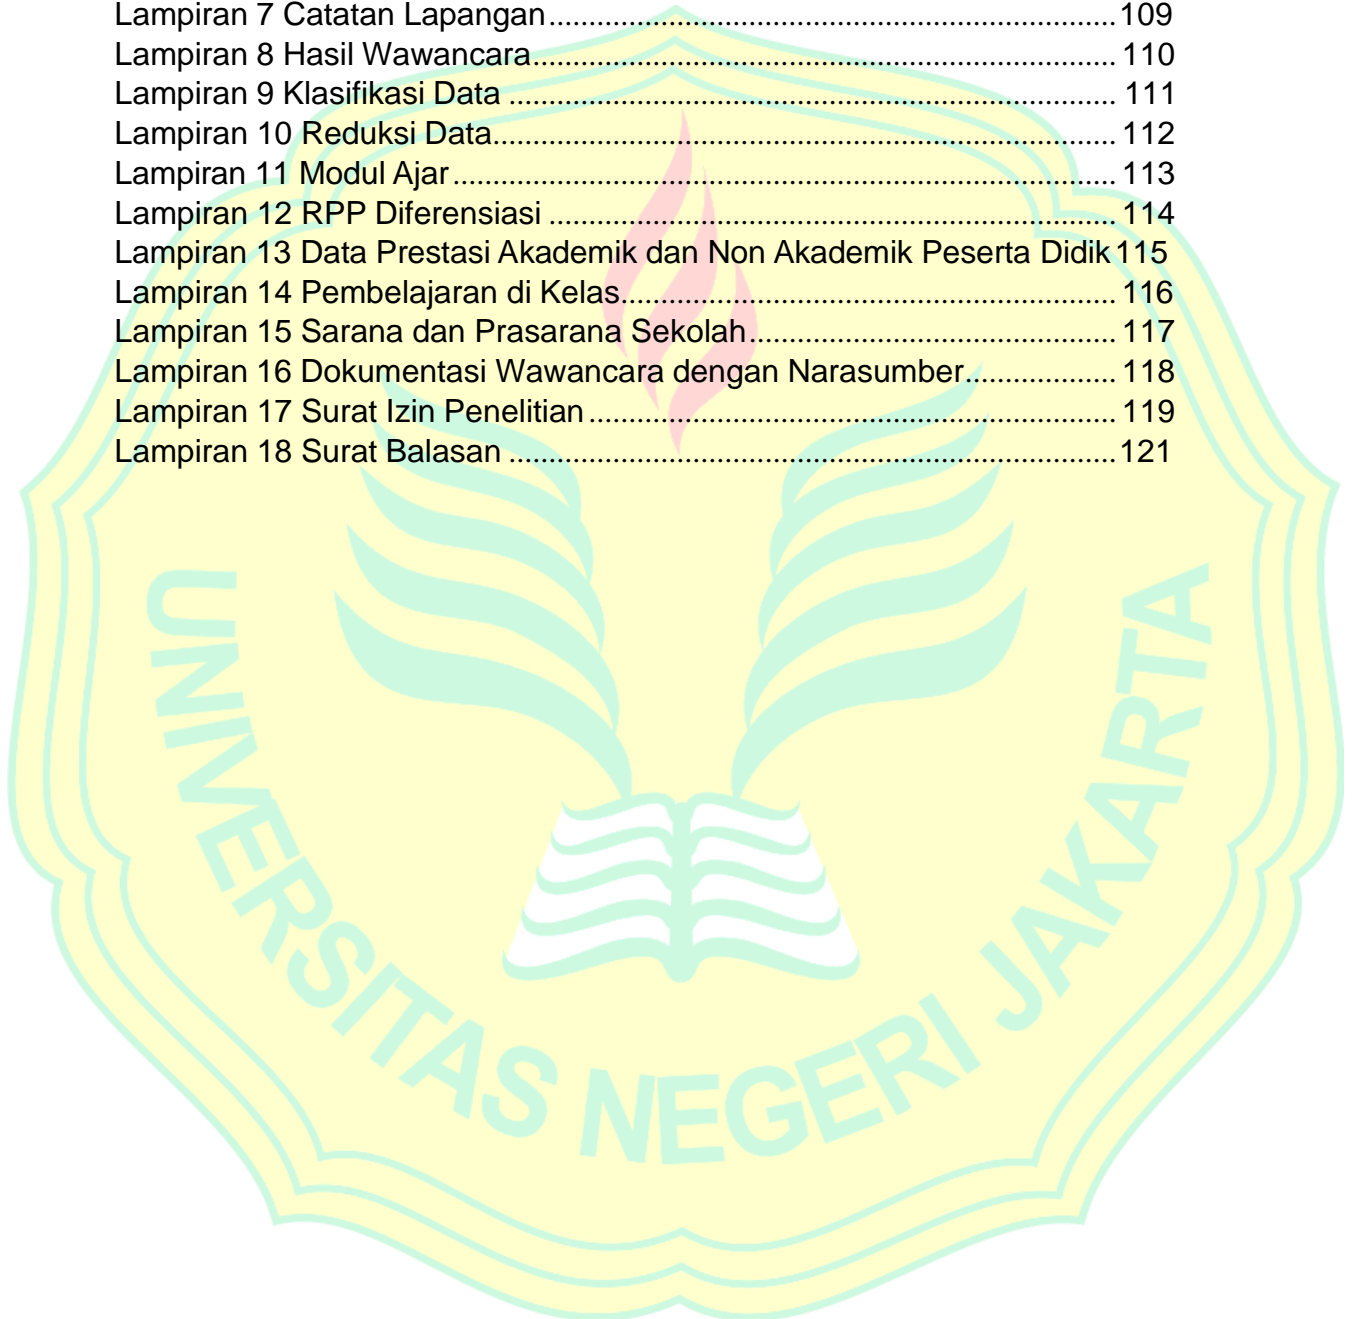 Lampiran 7 Catatan Lapangan.................................................................... 109
Lampiran 8 Hasil Wawancara...................................................................... 110
Lampiran 9 Klasifikasi Data ......................................................................... 111
Lampiran 10 Reduksi Data........................................................................... 112
Lampiran 11 Modul Ajar................................................................................ 113
Lampiran 12 RPP Diferensiasi .................................................................... 114
Lampiran 13 Data Prestasi Akademik dan Non Akademik Peserta Didik115
Lampiran 14 Pembelajaran di Kelas............................................................ 116
Lampiran 15 Sarana dan Prasarana Sekolah............................................ 117
Lampiran 16 Dokumentasi Wawancara dengan Narasumber.................. 118
Lampiran 17 Surat Izin Penelitian................................................................ 119
Lampiran 18 Surat Balasan ......................................................................... 121
UNIVERSITAS NEGERI JAKARTA